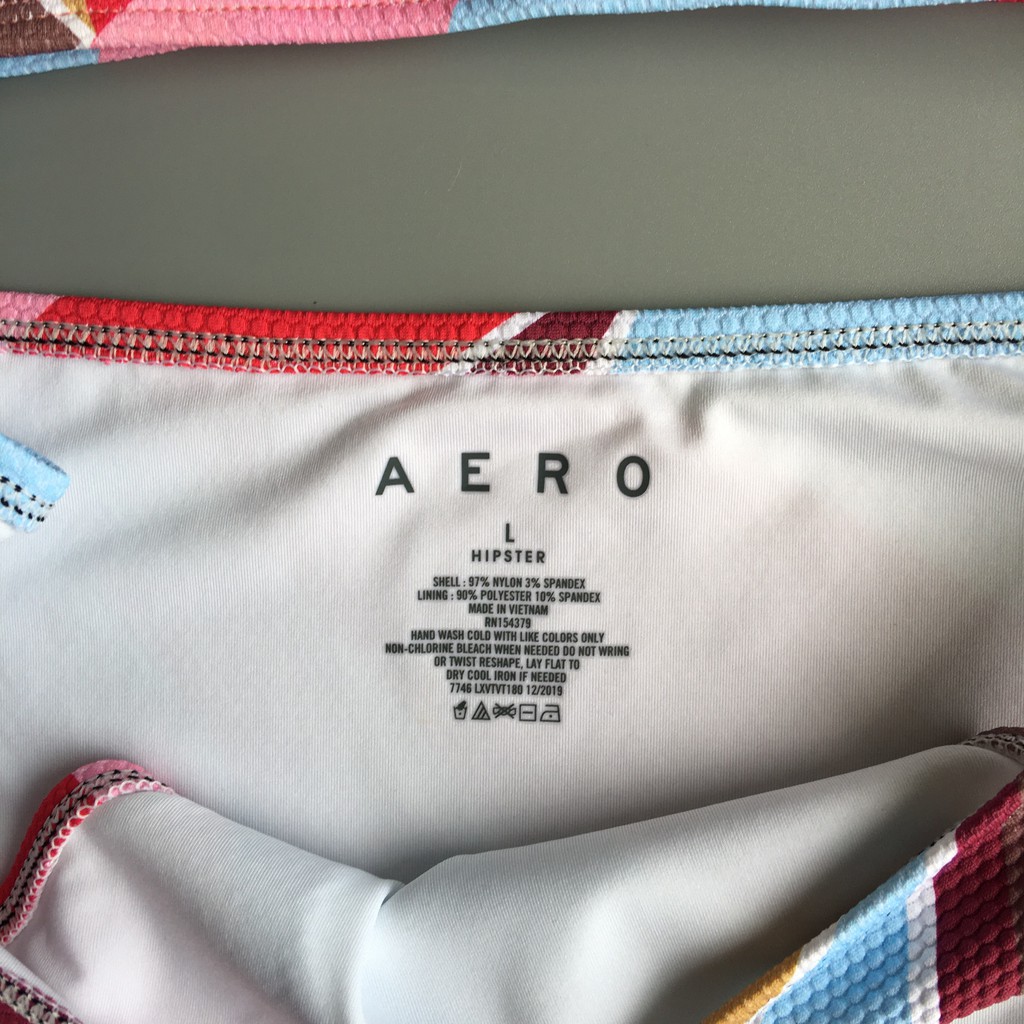 AERO
L
HIPSTER
SHELL : 97% NYLON 3% SPANDEX
LINING : 90% POLYESTER 10% SPANDEX
MADE IN VIETNAM
RN154379
HAND WASH COLD WITH LIKE COLORS ONLY
NON-CHLORINE BLEACH WHEN NEEDED DO NOT WRING
OR TWIST RESHAPE, LAY FLAT TO
DRY COOL IRON IF NEEDED
7746 LXVTVT180 12/2019